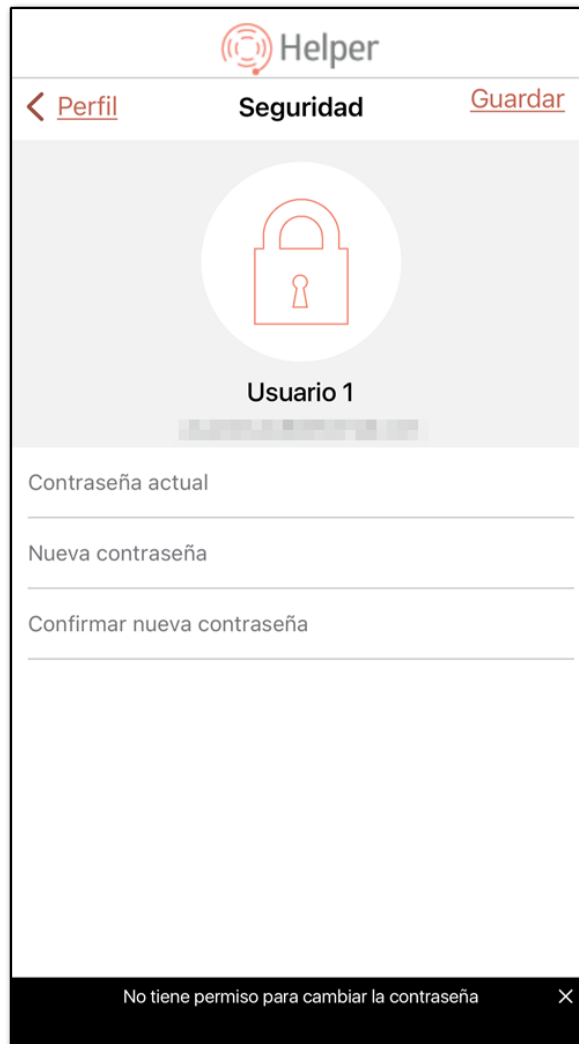 Helper
Perfil
Seguridad
Guardar
Usuario 1
Contraseña actual
Nueva contraseña
Confirmar nueva contraseña
No tiene permiso para cambiar la contraseña